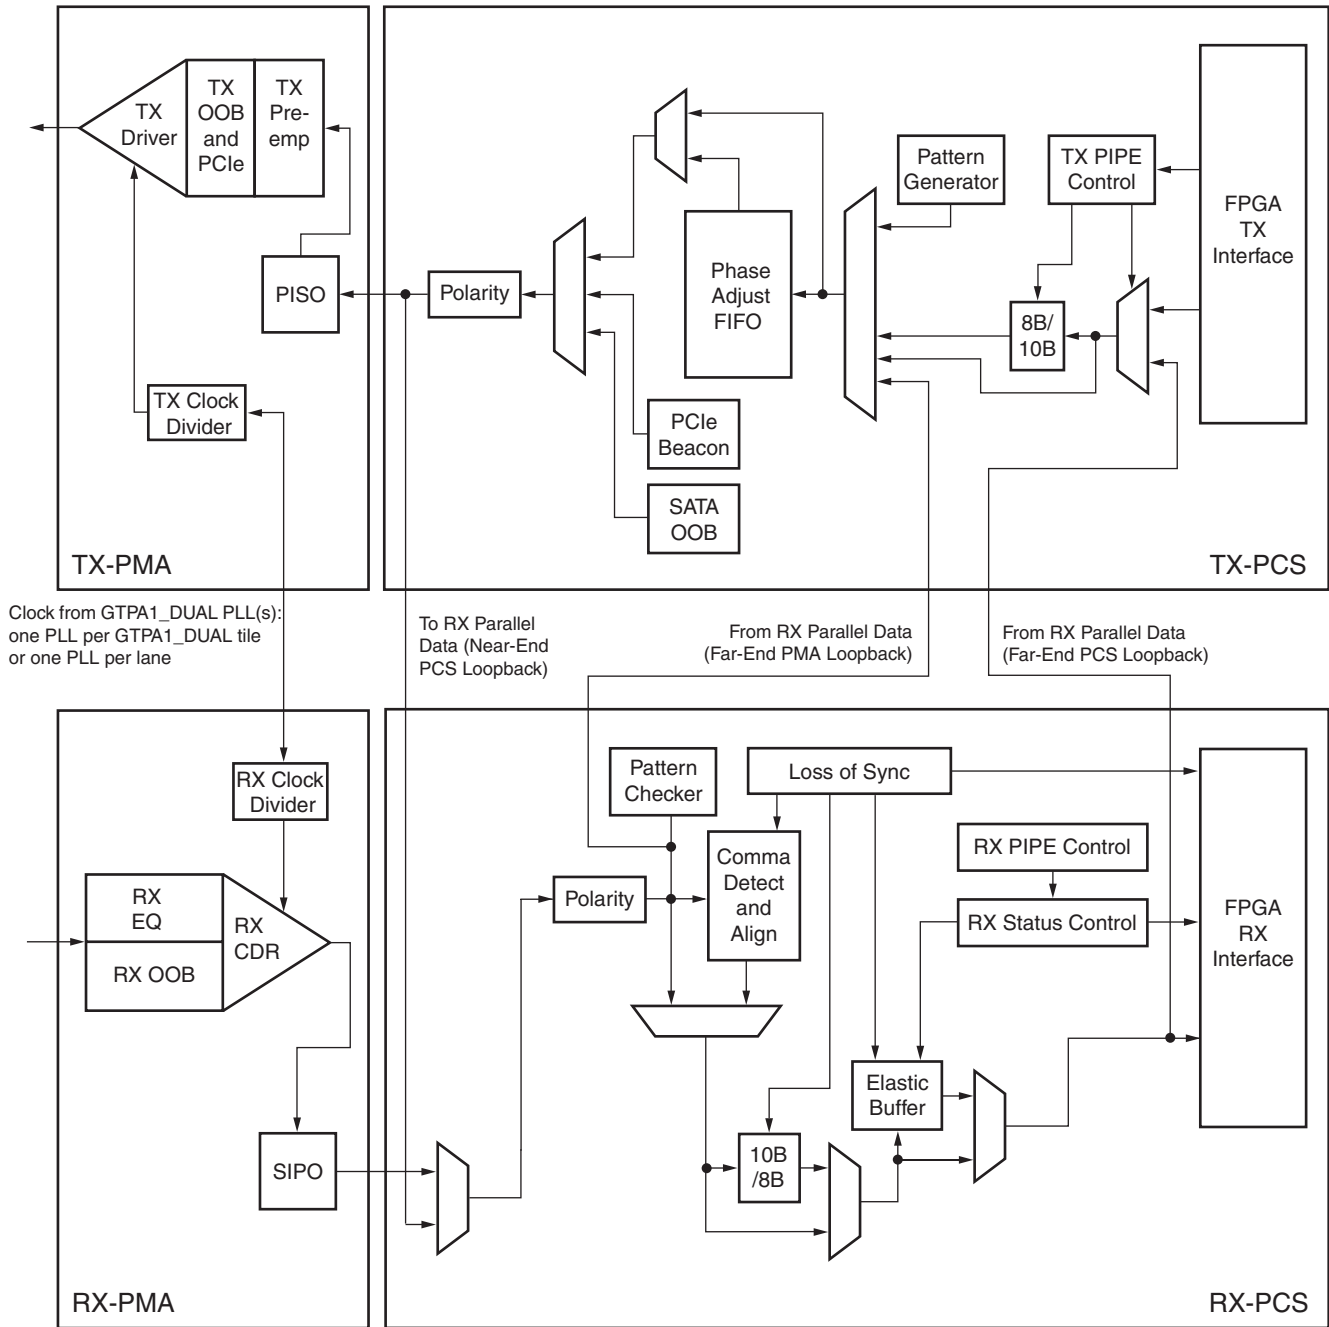 TX
Driver
TX
OOB
and
PCIe
TX
Pre-
emp
PISO
TX Clock
Divider
TX-PMA
Polarity
Phase
Adjust
FIFO
PCIe
Beacon
SATA
OOB
Pattern
Generator
TX PIPE
Control
8B/
10B
FPGA
TX
Interface
TX-PCS
Clock from GTPA1_DUAL PLL(s):
one PLL per GTPA1_DUAL tile
or one PLL per lane
To RX Parallel
Data (Near-End
PCS Loopback)
From RX Parallel Data
(Far-End PMA Loopback)
From RX Parallel Data
(Far-End PCS Loopback)
RX Clock
Divider
RX
EQ
RX OOB
RX
CDR
SIPO
RX-PMA
Pattern
Checker
Loss of Sync
Polarity
Comma
Detect
and
Align
RX PIPE Control
RX Status Control
Elastic
Buffer
10B
/8B
FPGA
RX
Interface
RX-PCS